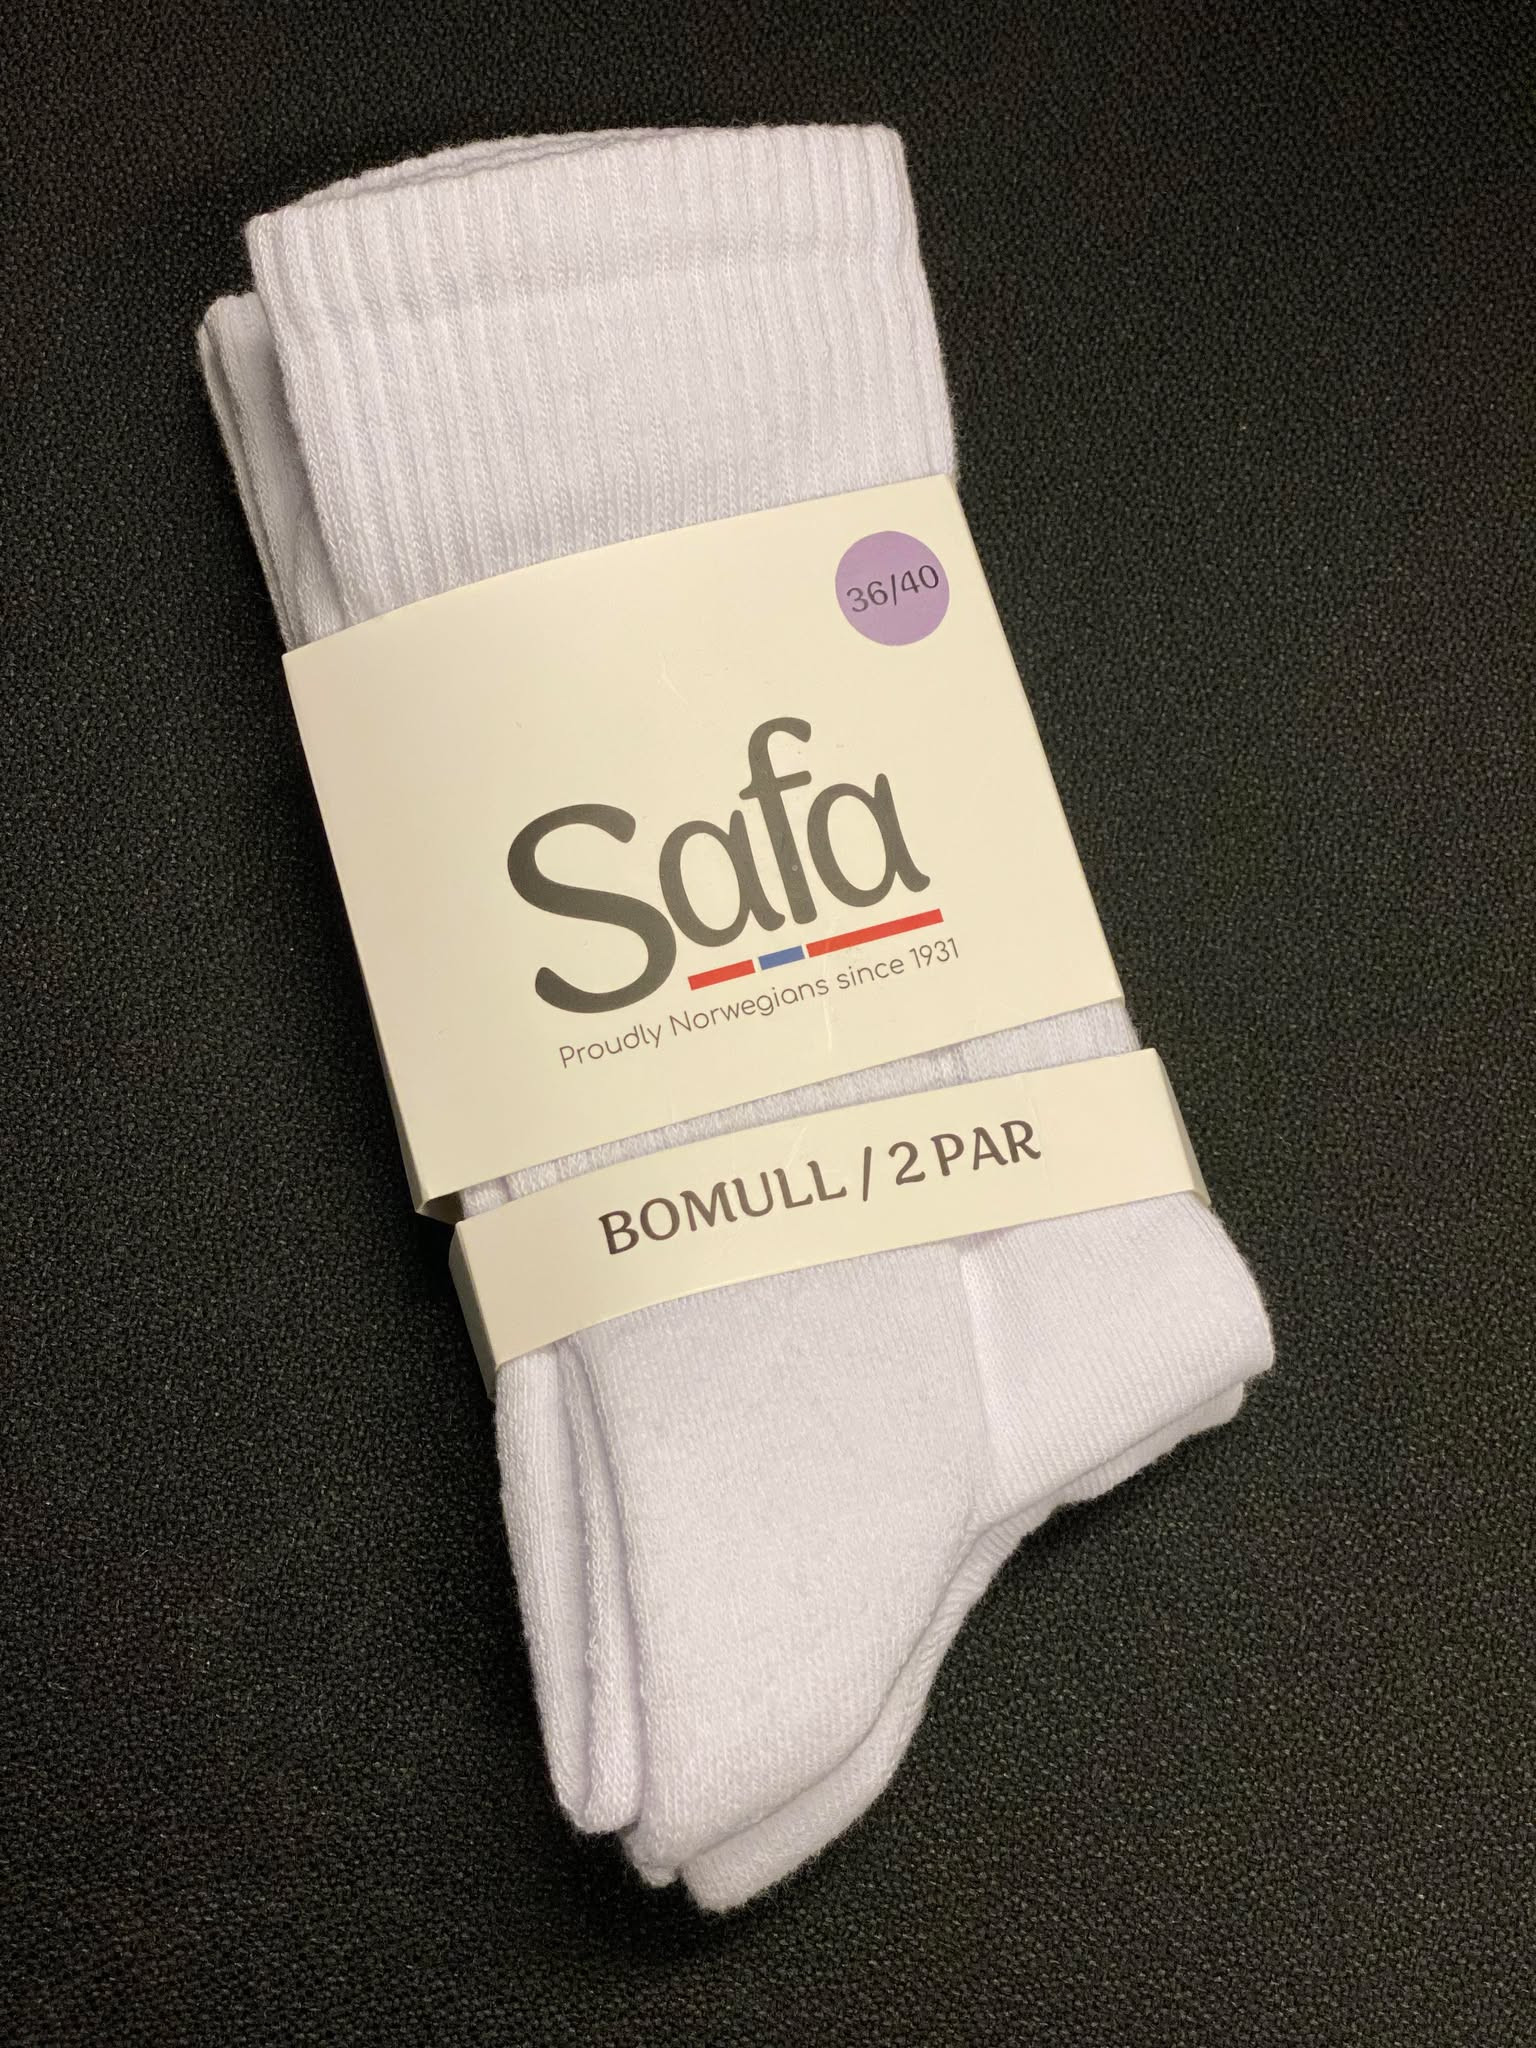 36/40
Safa
Proudly Norwegians since 1931
BOMULL / 2 PAR